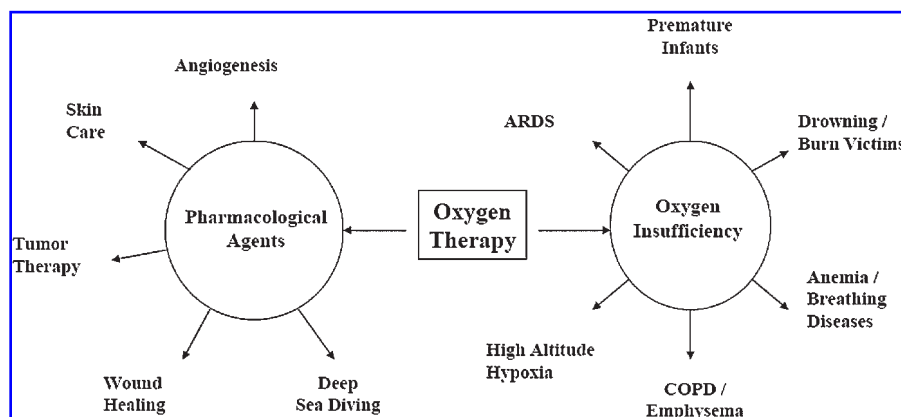 Premature
Infants
Angiogenesis
Skin
Care
ARDS
Drowning /
Burn Victims
Pharmacological
Agents
Oxygen
Therapy
Oxygen
Insufficiency
Tumor
Therapy
Anemia /
Breathing
Diseases
High Altitude
Hypoxia
Wound
Healing
Deep
Sea Diving
COPD /
Emphysema